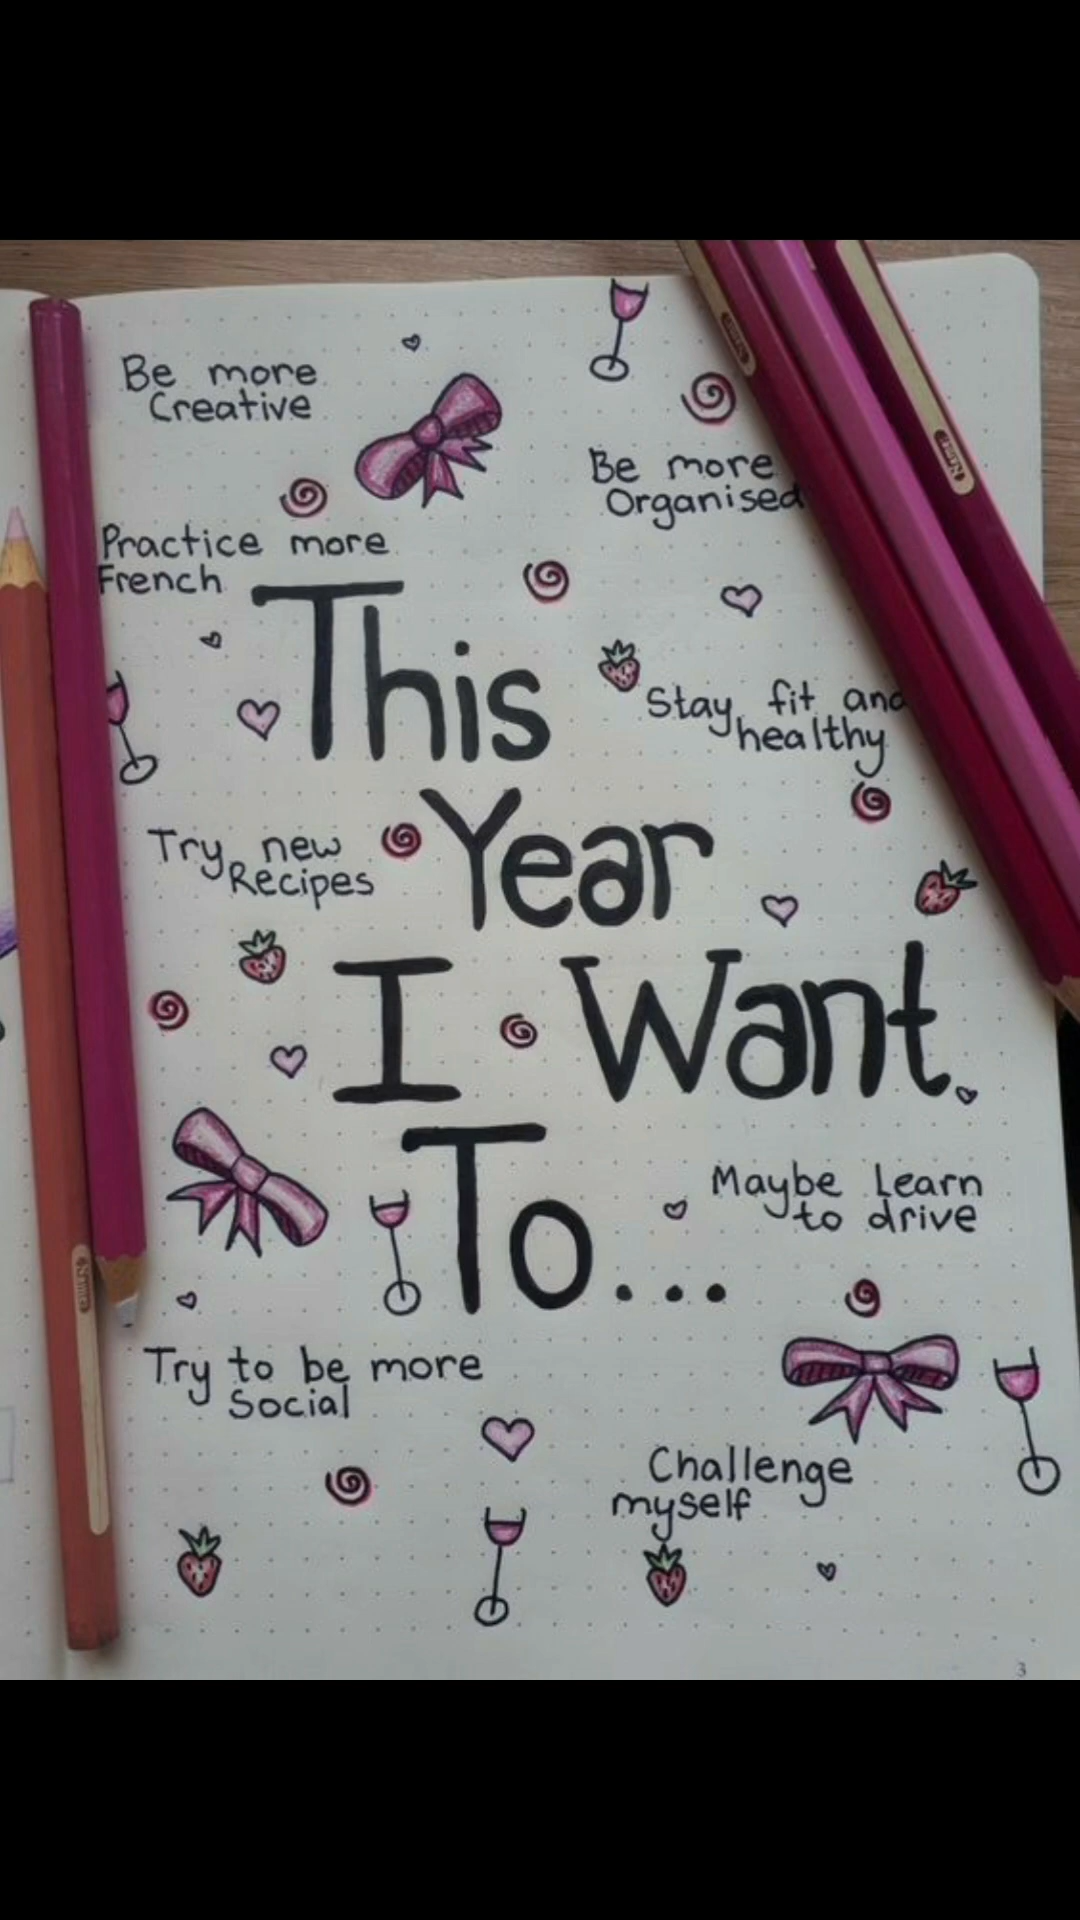 Be more
Creative
Be more
Organised
Practice more
French
This
Stay fit and
healthy
Try new
Recipes
Year
I Want
To...
Maybe Learn
to drive
Try to be more
Social
Challenge
myself
3